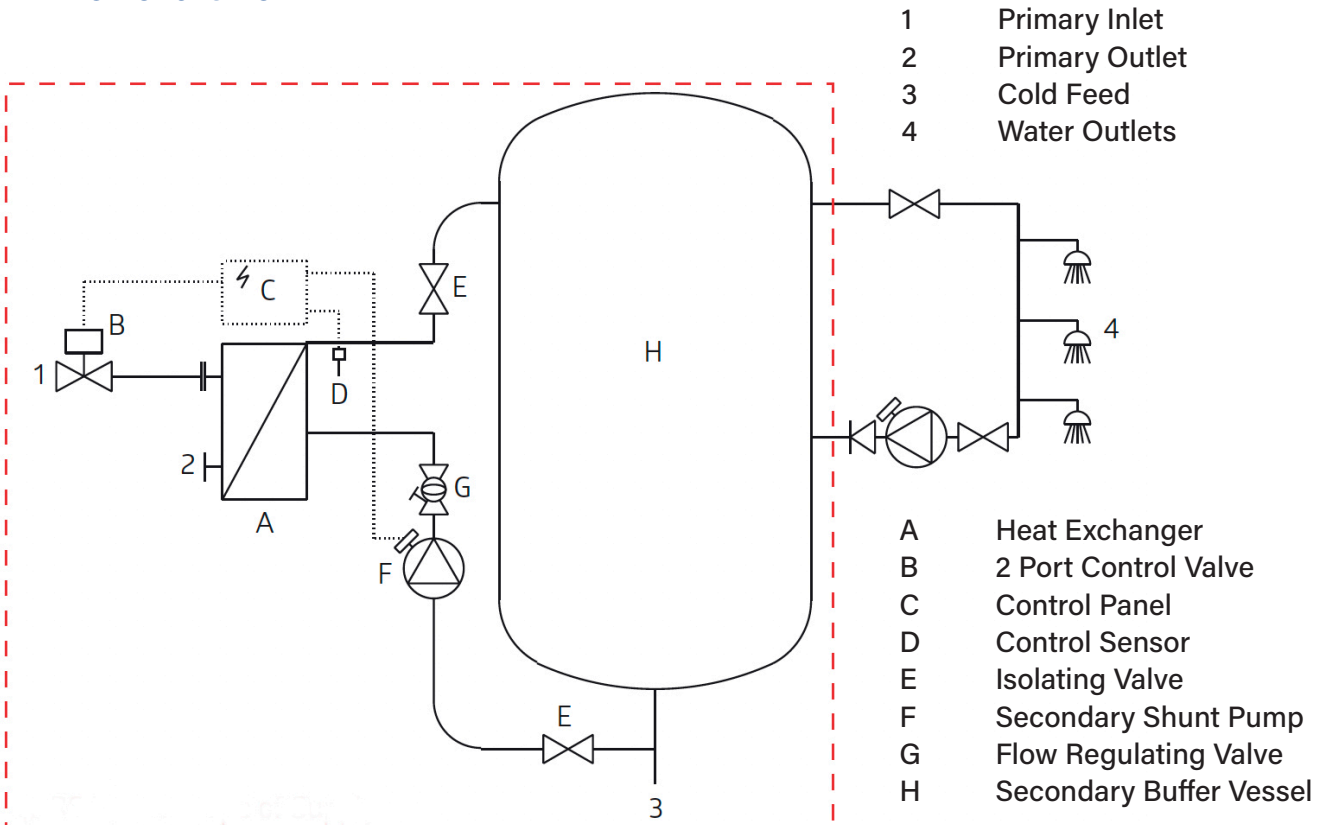 1 Primary Inlet
2 Primary Outlet
3 Cold Feed
4 Water Outlets
C
E
B
H
4
1
D
2
G
A
F
E
3
A Heat Exchanger
B 2 Port Control Valve
C Control Panel
D Control Sensor
E Isolating Valve
F Secondary Shunt Pump
G Flow Regulating Valve
H Secondary Buffer Vessel